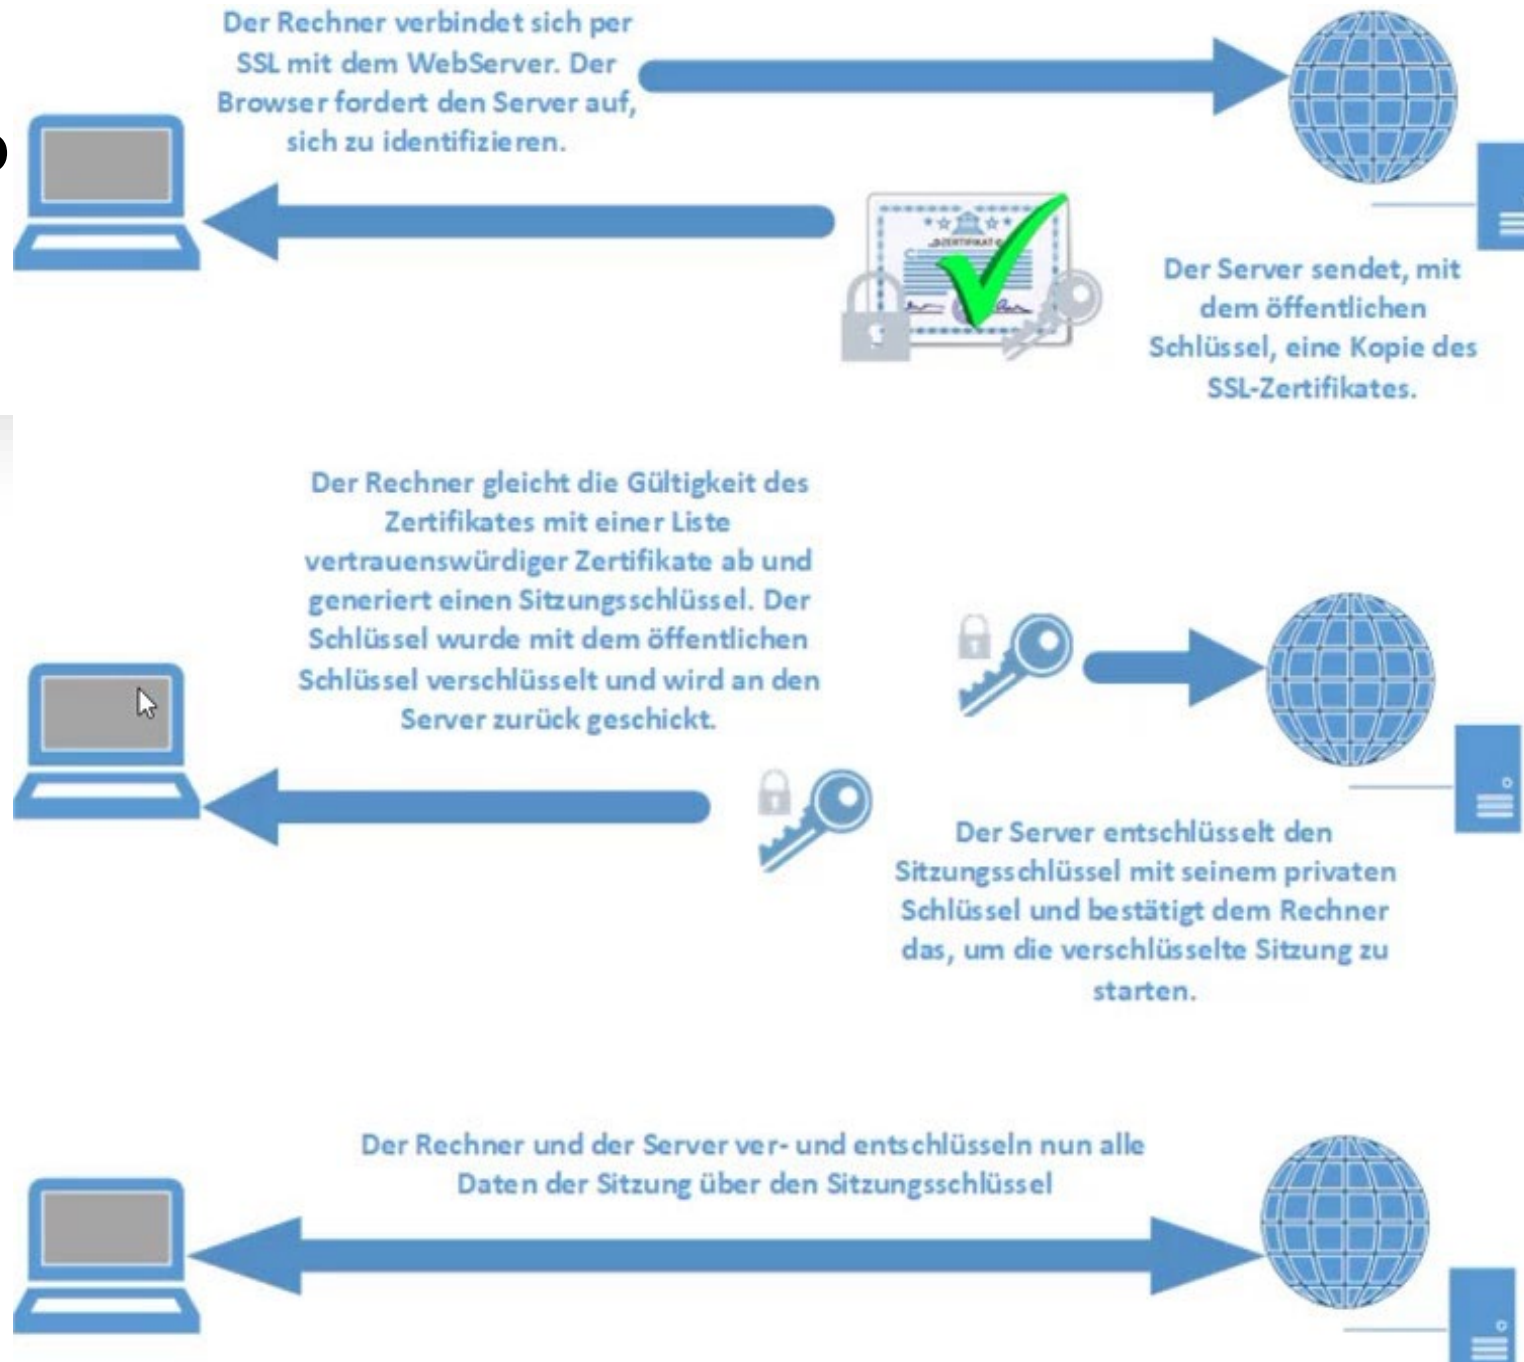 Der Rechner verbindet sich per
SSL mit dem WebServer. Der
Browser fordert den Server auf,
sich zu identifizieren.
Der Server sendet, mit
dem öffentlichen
Schlüssel, eine Kopie des
SSL-Zertifikates.
Der Rechner gleicht die Gültigkeit des
Zertifikates mit einer Liste
vertrauenswürdiger Zertifikate ab und
generiert einen Sitzungsschlüssel. Der
Schlüssel wurde mit dem öffentlichen
Schlüssel verschlüsselt und wird an den
Server zurück geschickt.
Der Server entschlüsselt den
Sitzungsschlüssel mit seinem privaten
Schlüssel und bestätigt dem Rechner
das, um die verschlüsselte Sitzung zu
starten.
Der Rechner und der Server ver- und entschlüsseln nun alle
Daten der Sitzung über den Sitzungsschlüssel